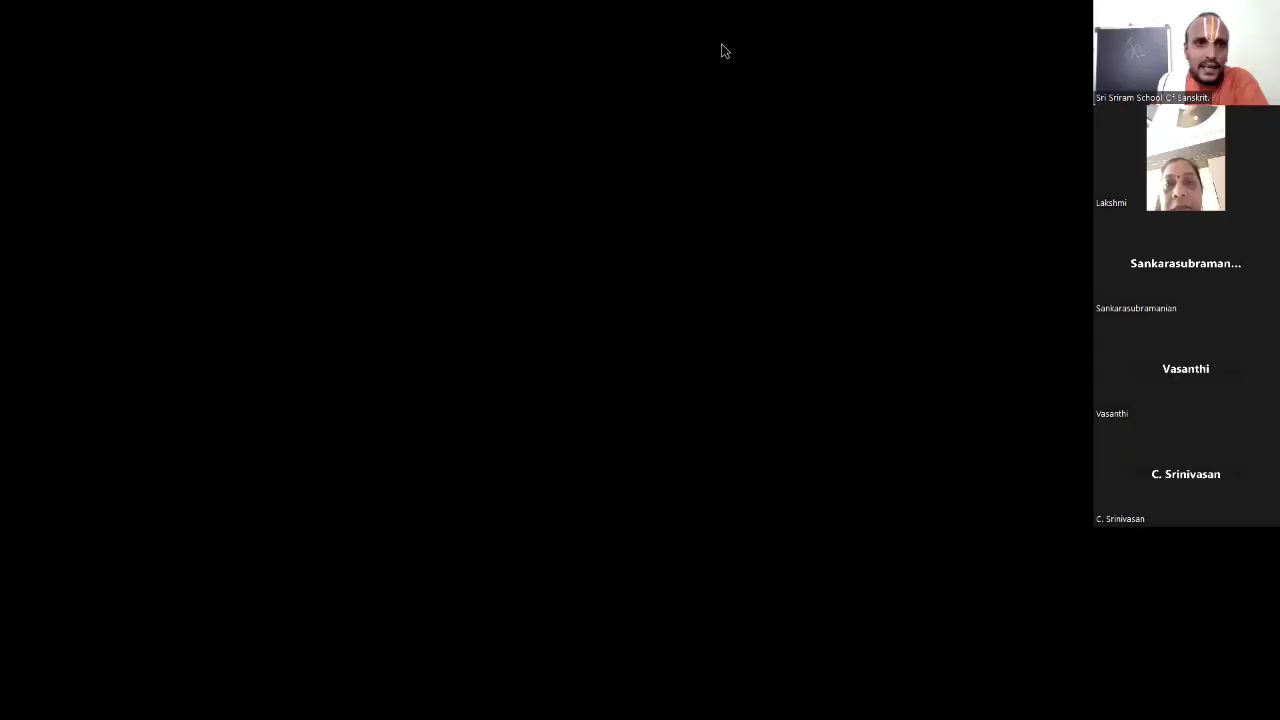 Sri Sriram School Of Sanskrit.
Lakshmi
Sankarasubraman...
Sankarasubramanian
Vasanthi
Vasanthi
C. Srinivasan
C. Srinivasan